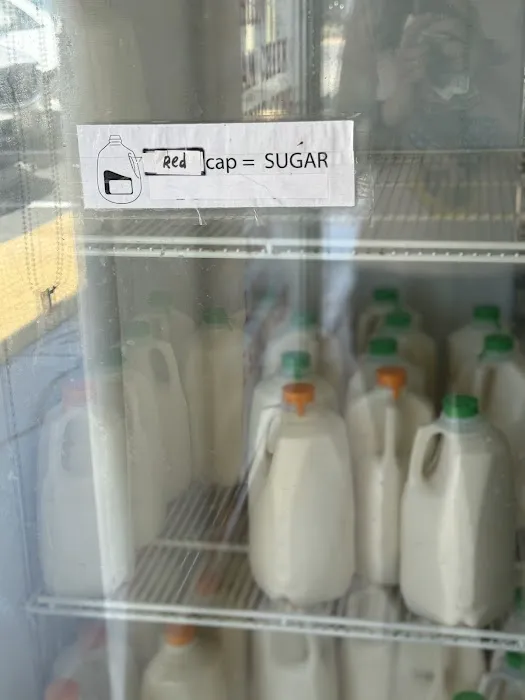 Red cap = SUGAR